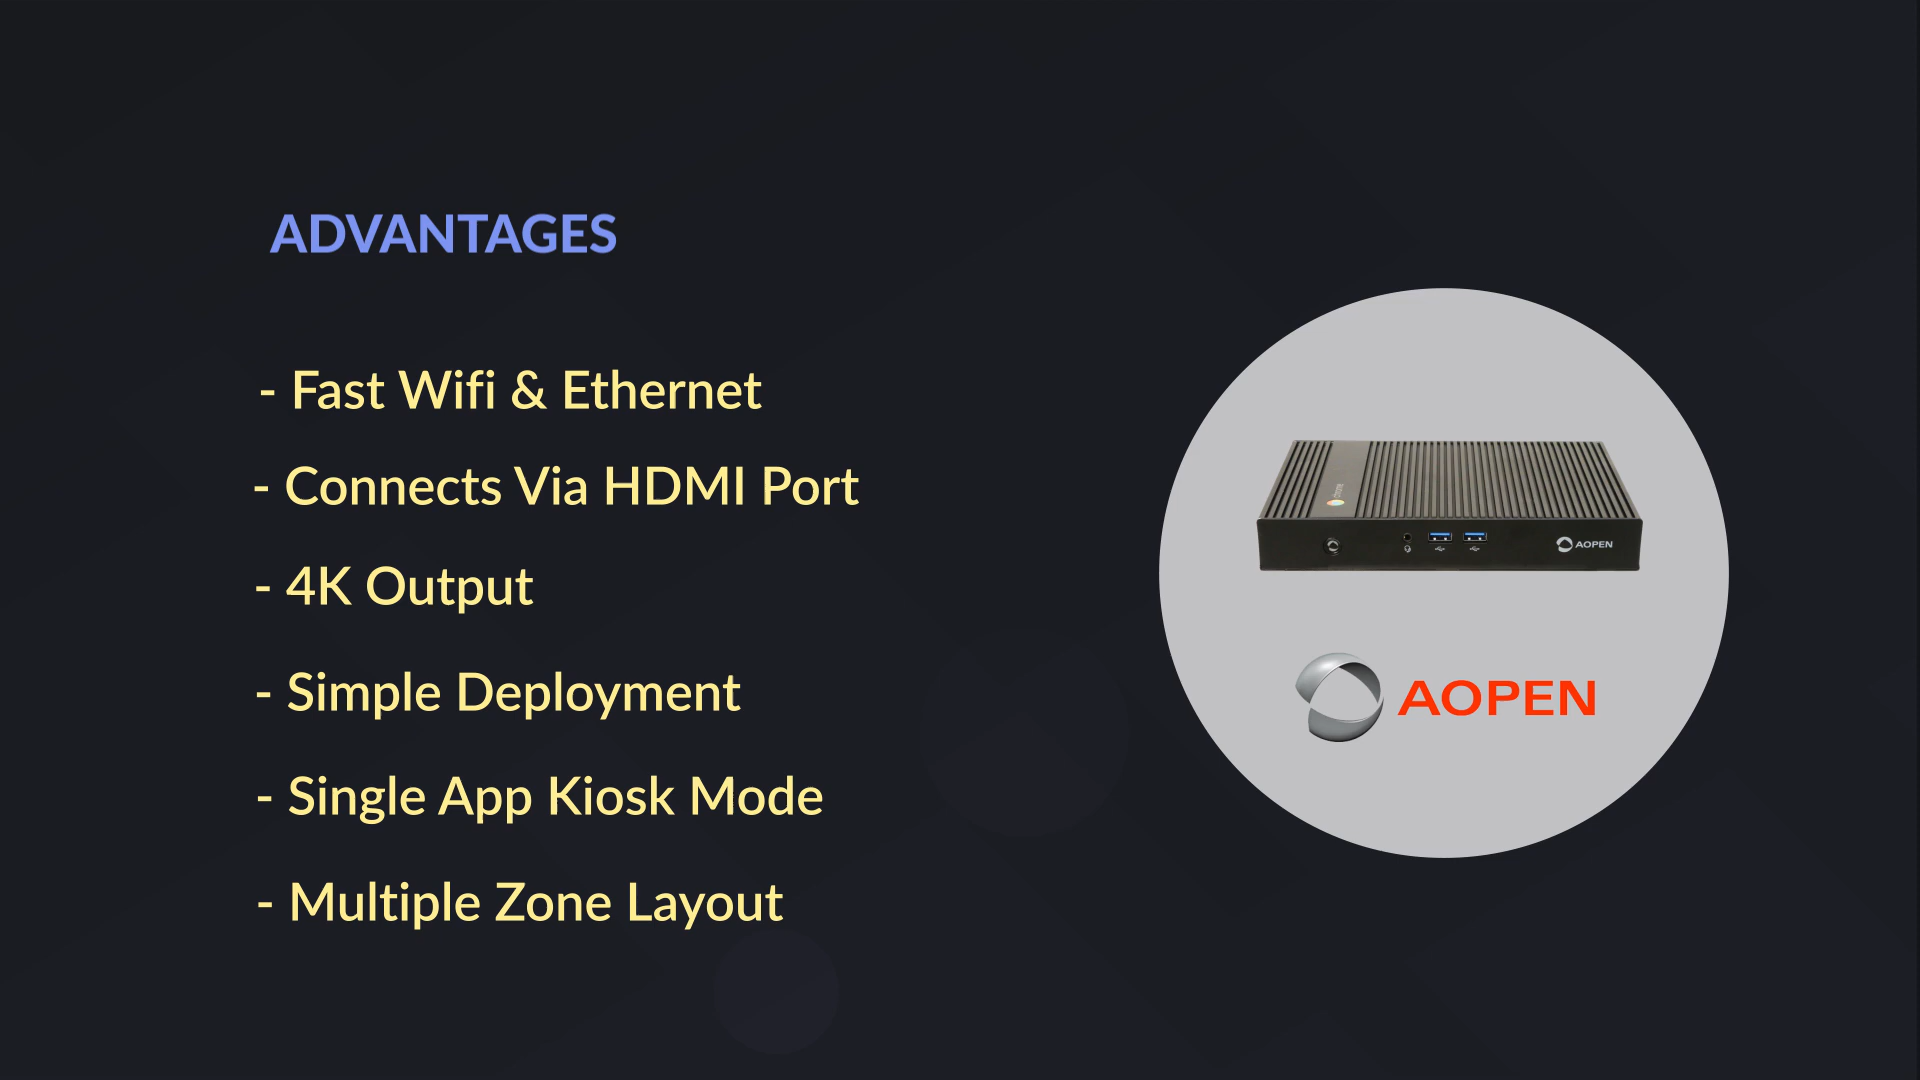 ADVANTAGES
- Fast Wifi & Ethernet
- Connects Via HDMI Port
- 4K Output
- Simple Deployment
- Single App Kiosk Mode
- Multiple Zone Layout
chrome
AOPEN
AOPEN